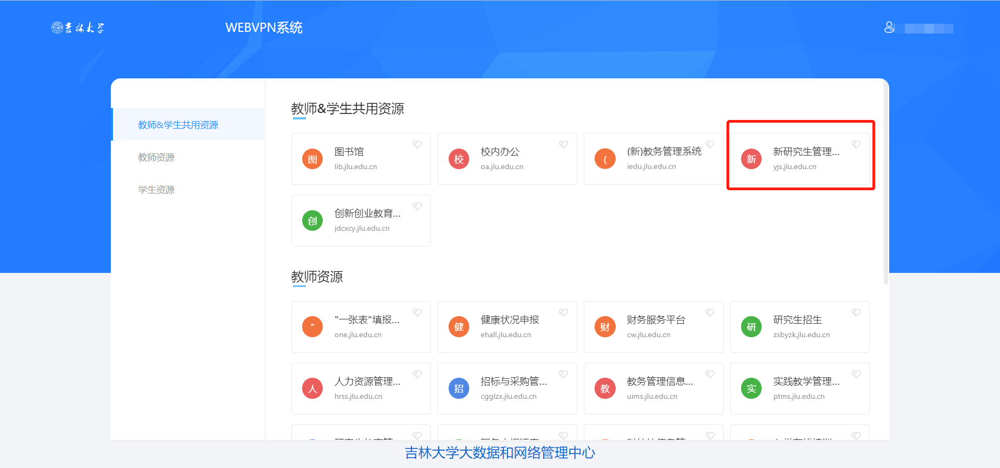 吉林大学
WEBVPN系统
教师&学生共用资源
教师资源
学生资源
教师&学生共用资源
图
图书馆
lib.jlu.edu.cn
校
校内办公
oa.jlu.edu.cn
(
(新)教务管理系统
iedu.jlu.edu.cn
新
新研究生管理...
yjs.jlu.edu.cn
创
创新创业教育...
jdcxcy.jlu.edu.cn
教师资源
"
"一张表"填报...
one.jlu.edu.cn
健
健康状况申报
ehall.jlu.edu.cn
财
财务服务平台
cw.jlu.edu.cn
研
研究生招生
zsbyzk.jlu.edu.cn
人
人力资源管理...
hrss.jlu.edu.cn
招
招标与采购管...
cgglzx.jlu.edu.cn
教
教务管理信息...
uims.jlu.edu.cn
实
实践教学管理...
ptms.jlu.edu.cn
吉林大学大数据和网络管理中心